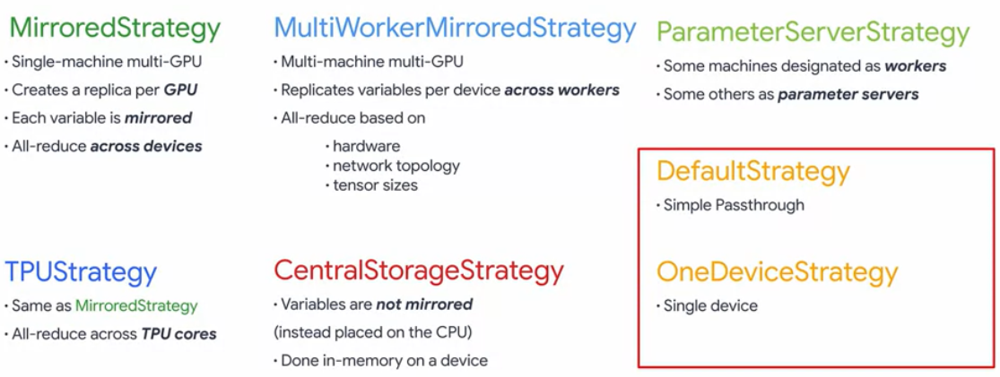 MirroredStrategy
· Single-machine multi-GPU
· Creates a replica per GPU
· Each variable is mirrored
· All-reduce across devices
MultiWorkerMirroredStrategy
· Multi-machine multi-GPU
· Replicates variables per device across workers
· All-reduce based on
· hardware
· network topology
· tensor sizes
ParameterServerStrategy
· Some machines designated as workers
· Some others as parameter servers
DefaultStrategy
· Simple Passthrough
TPUStrategy
· Same as MirroredStrategy
· All-reduce across TPU cores
CentralStorageStrategy
· Variables are not mirrored
(instead placed on the CPU)
· Done in-memory on a device
OneDeviceStrategy
· Single device